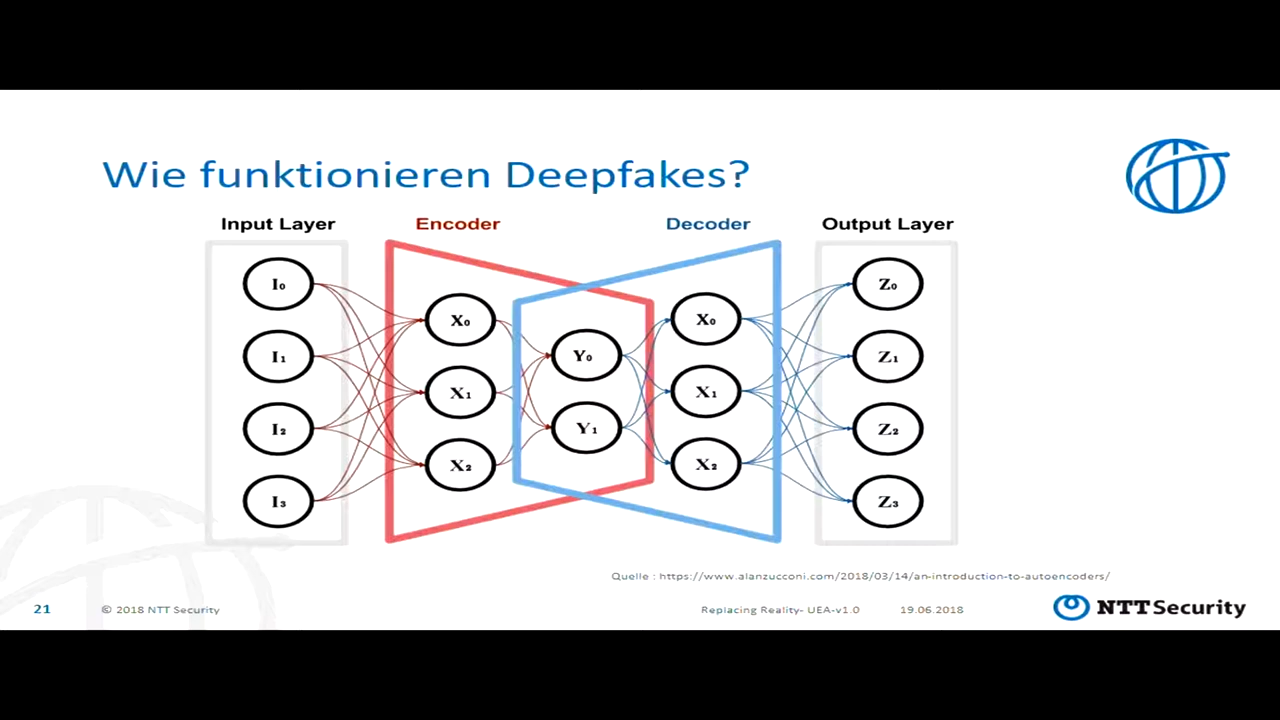 Wie funktionieren Deepfakes?
Input Layer Encoder Decoder Output Layer
I₀ X₀ Y₀ X₀ Z₀
I₁ X₁ Y₁ X₁ Z₁
I₂ X₂ X₂ Z₂
I₃ Z₃
Quelle : https://www.alanzucconi.com/2018/03/14/an-introduction-to-autoencoders/
21 © 2018 NTT Security Replacing Reality- UEA-v1.0 19.06.2018 NTT Security